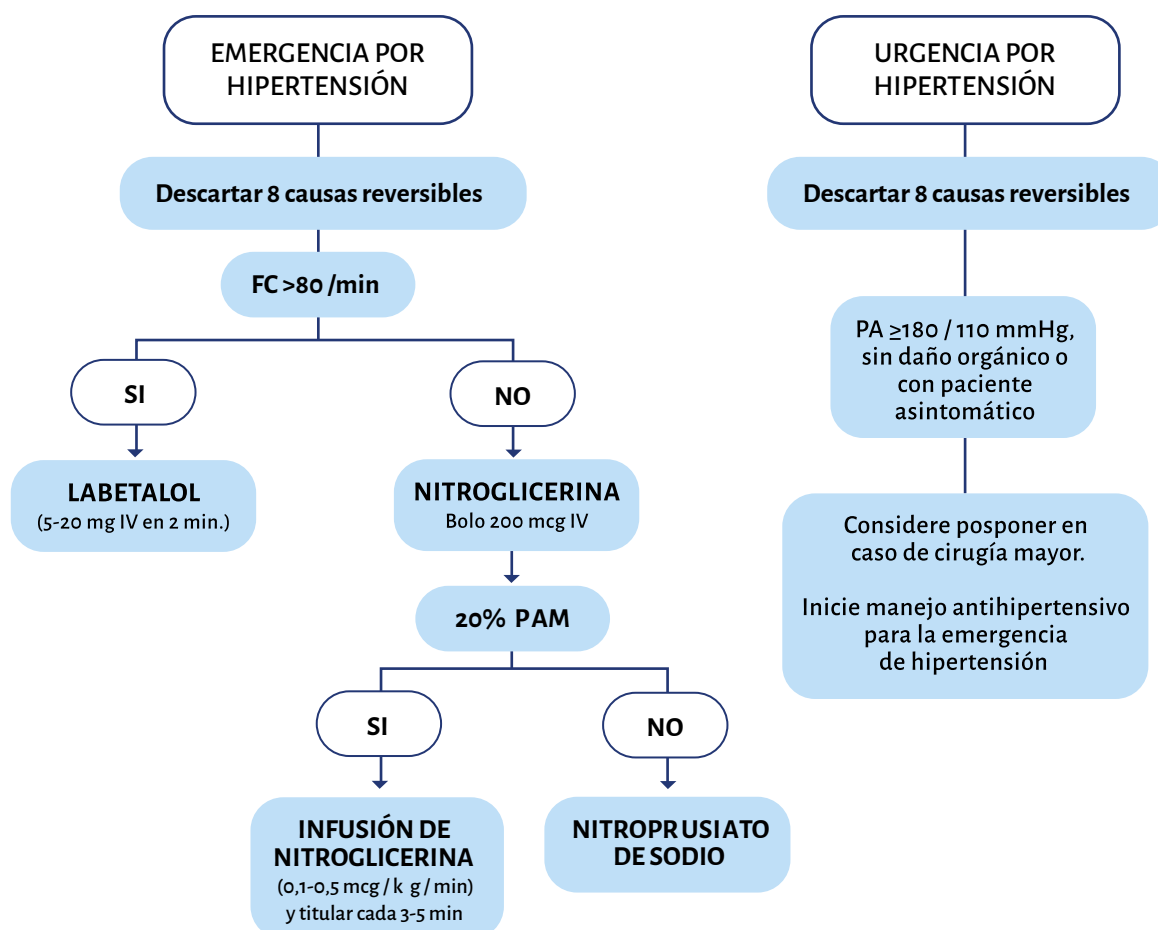 EMERGENCIA POR
HIPERTENSIÓN
Descartar 8 causas reversibles
FC >80 /min
SI
NO
LABETALOL
(5-20 mg IV en 2 min.)
NITROGLICERINA
Bolo 200 mcg IV
20% PAM
SI
NO
INFUSIÓN DE
NITROGLICERINA
(0,1-0,5 mcg / k g / min)
y titular cada 3-5 min
NITROPRUSIATO
DE SODIO
URGENCIA POR
HIPERTENSIÓN
Descartar 8 causas reversibles
PA ≥180 / 110 mmHg,
sin daño orgánico o
con paciente
asintomático
Considere posponer en
caso de cirugía mayor.
Inicie manejo antihipertensivo
para la emergencia
de hipertensión